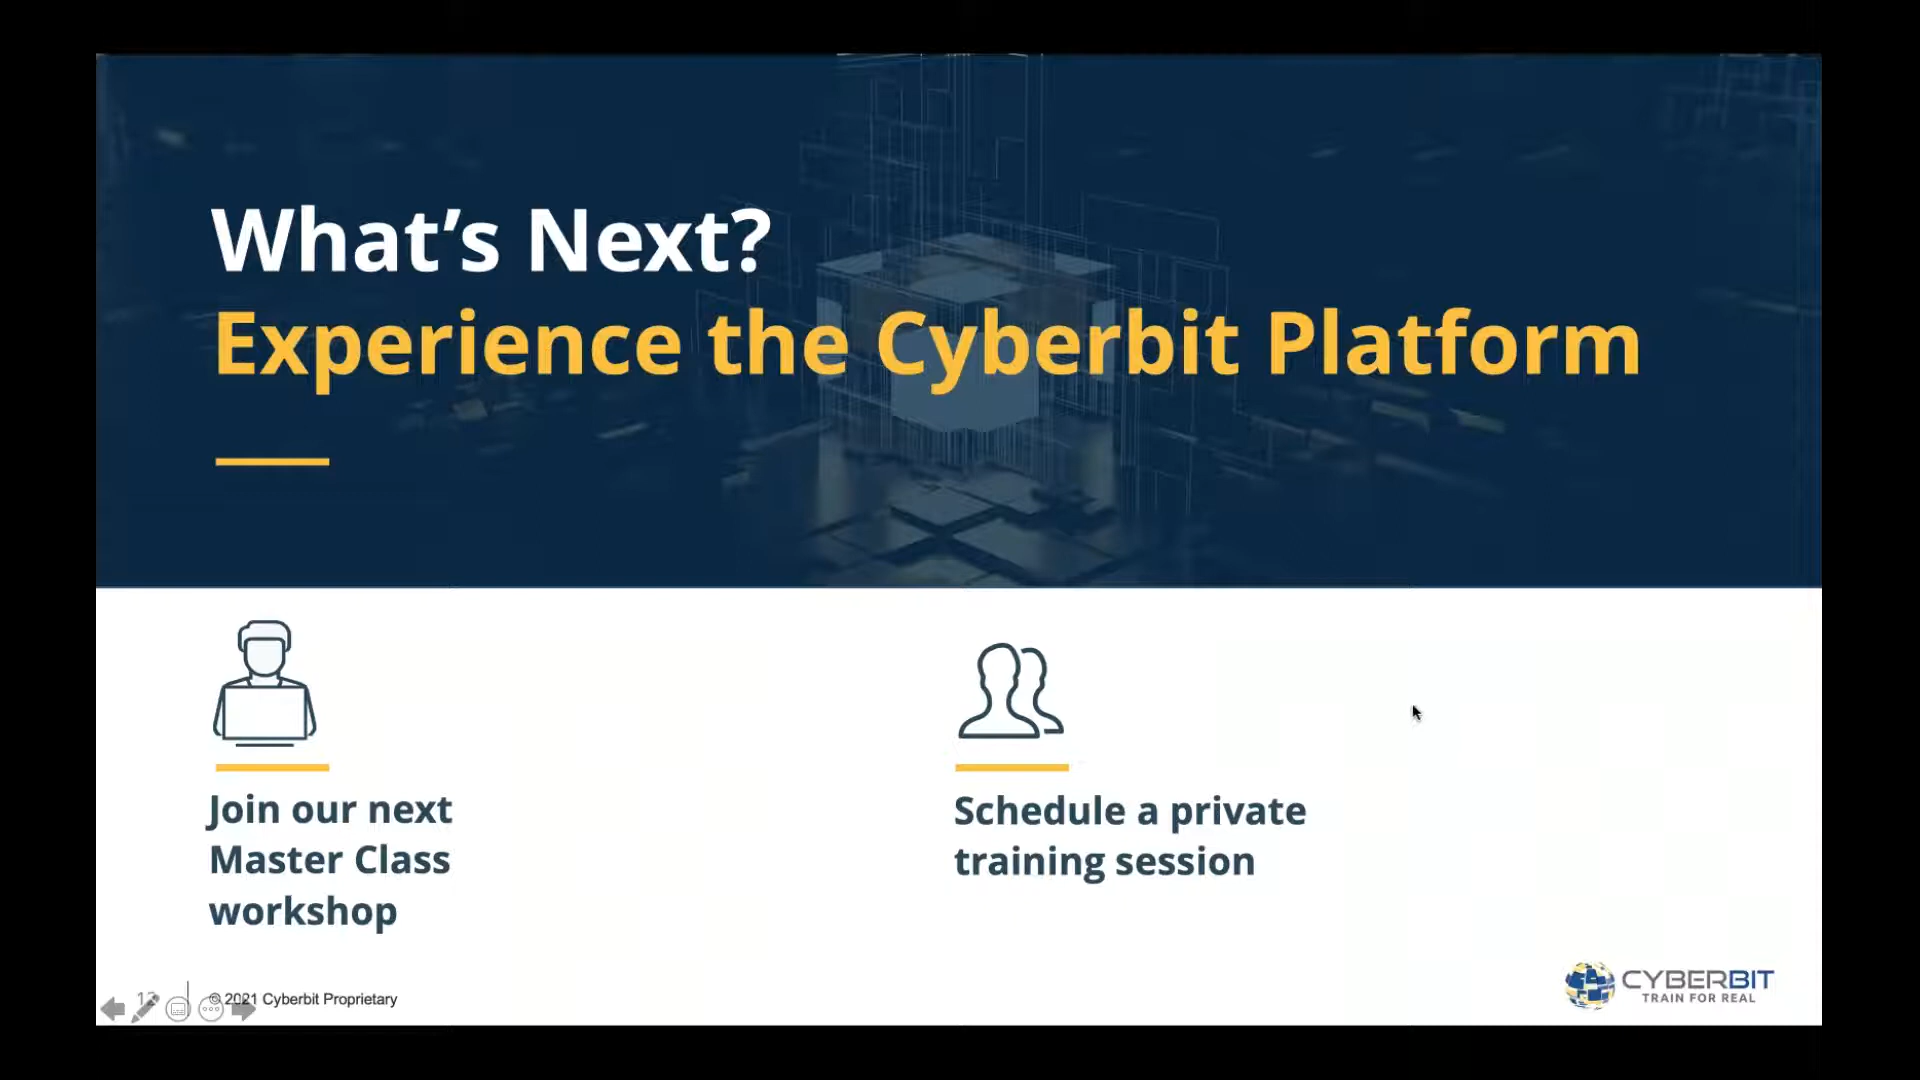 What's Next?
Experience the Cyberbit Platform
Join our next
Master Class
workshop
Schedule a private
training session
© 2021 Cyberbit Proprietary
CYBERBIT
TRAIN FOR REAL